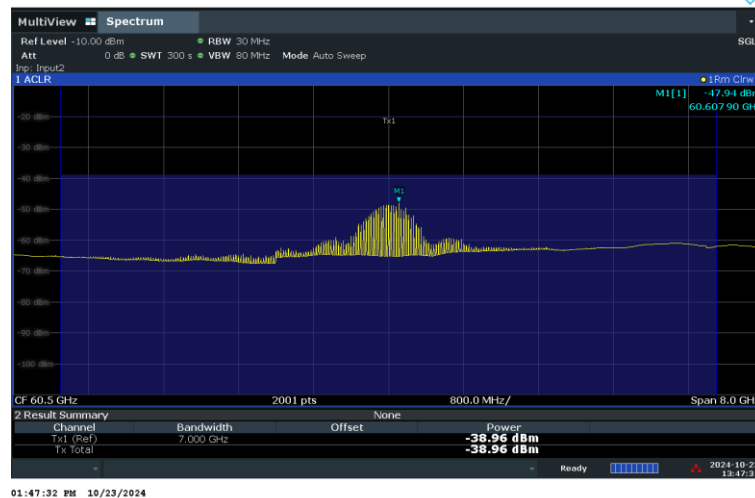 MultiView Spectrum
Ref Level -10.00 dBm RBW 30 MHz SGL
Att 0 dB SWT 300 s VBW 80 MHz Mode Auto Sweep
Inp: Input2
1 ACLR 1Rm Clrw
M1[1] -47.94 dBm
60.60790 GH
-20 dBm
Tx1
-30 dBm
-40 dBm
M1
-50 dBm
-60 dBm
-70 dBm
-80 dBm
-90 dBm
-100 dBm
CF 60.5 GHz 2001 pts 800.0 MHz/ Span 8.0 GH
2 Result Summary None
Channel Bandwidth Offset Power
Tx1 (Ref) 7.000 GHz -38.96 dBm
Tx Total -38.96 dBm
Ready 2024-10-2
13:47:3
01:47:32 PM 10/23/2024